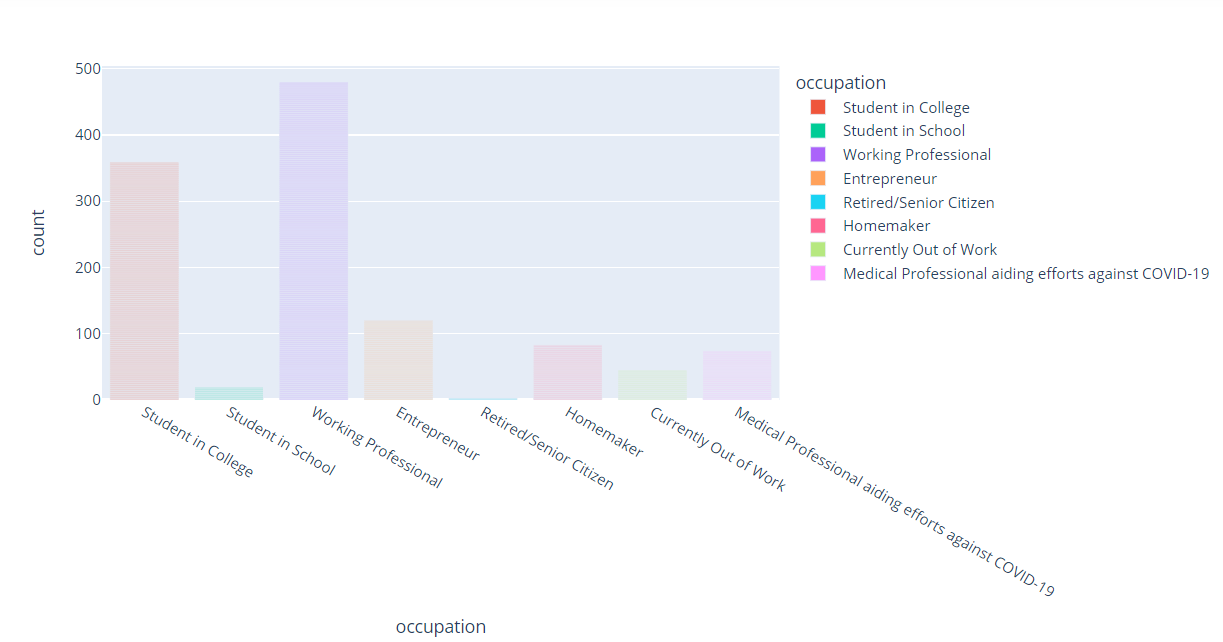 500
400
300
200
100
0
count
Student in College
Student in School
Working Professional
Entrepreneur
Retired/Senior Citizen
Homemaker
Currently Out of Work
Medical Professional aiding efforts against COVID-19
occupation
occupation
Student in College
Student in School
Working Professional
Entrepreneur
Retired/Senior Citizen
Homemaker
Currently Out of Work
Medical Professional aiding efforts against COVID-19